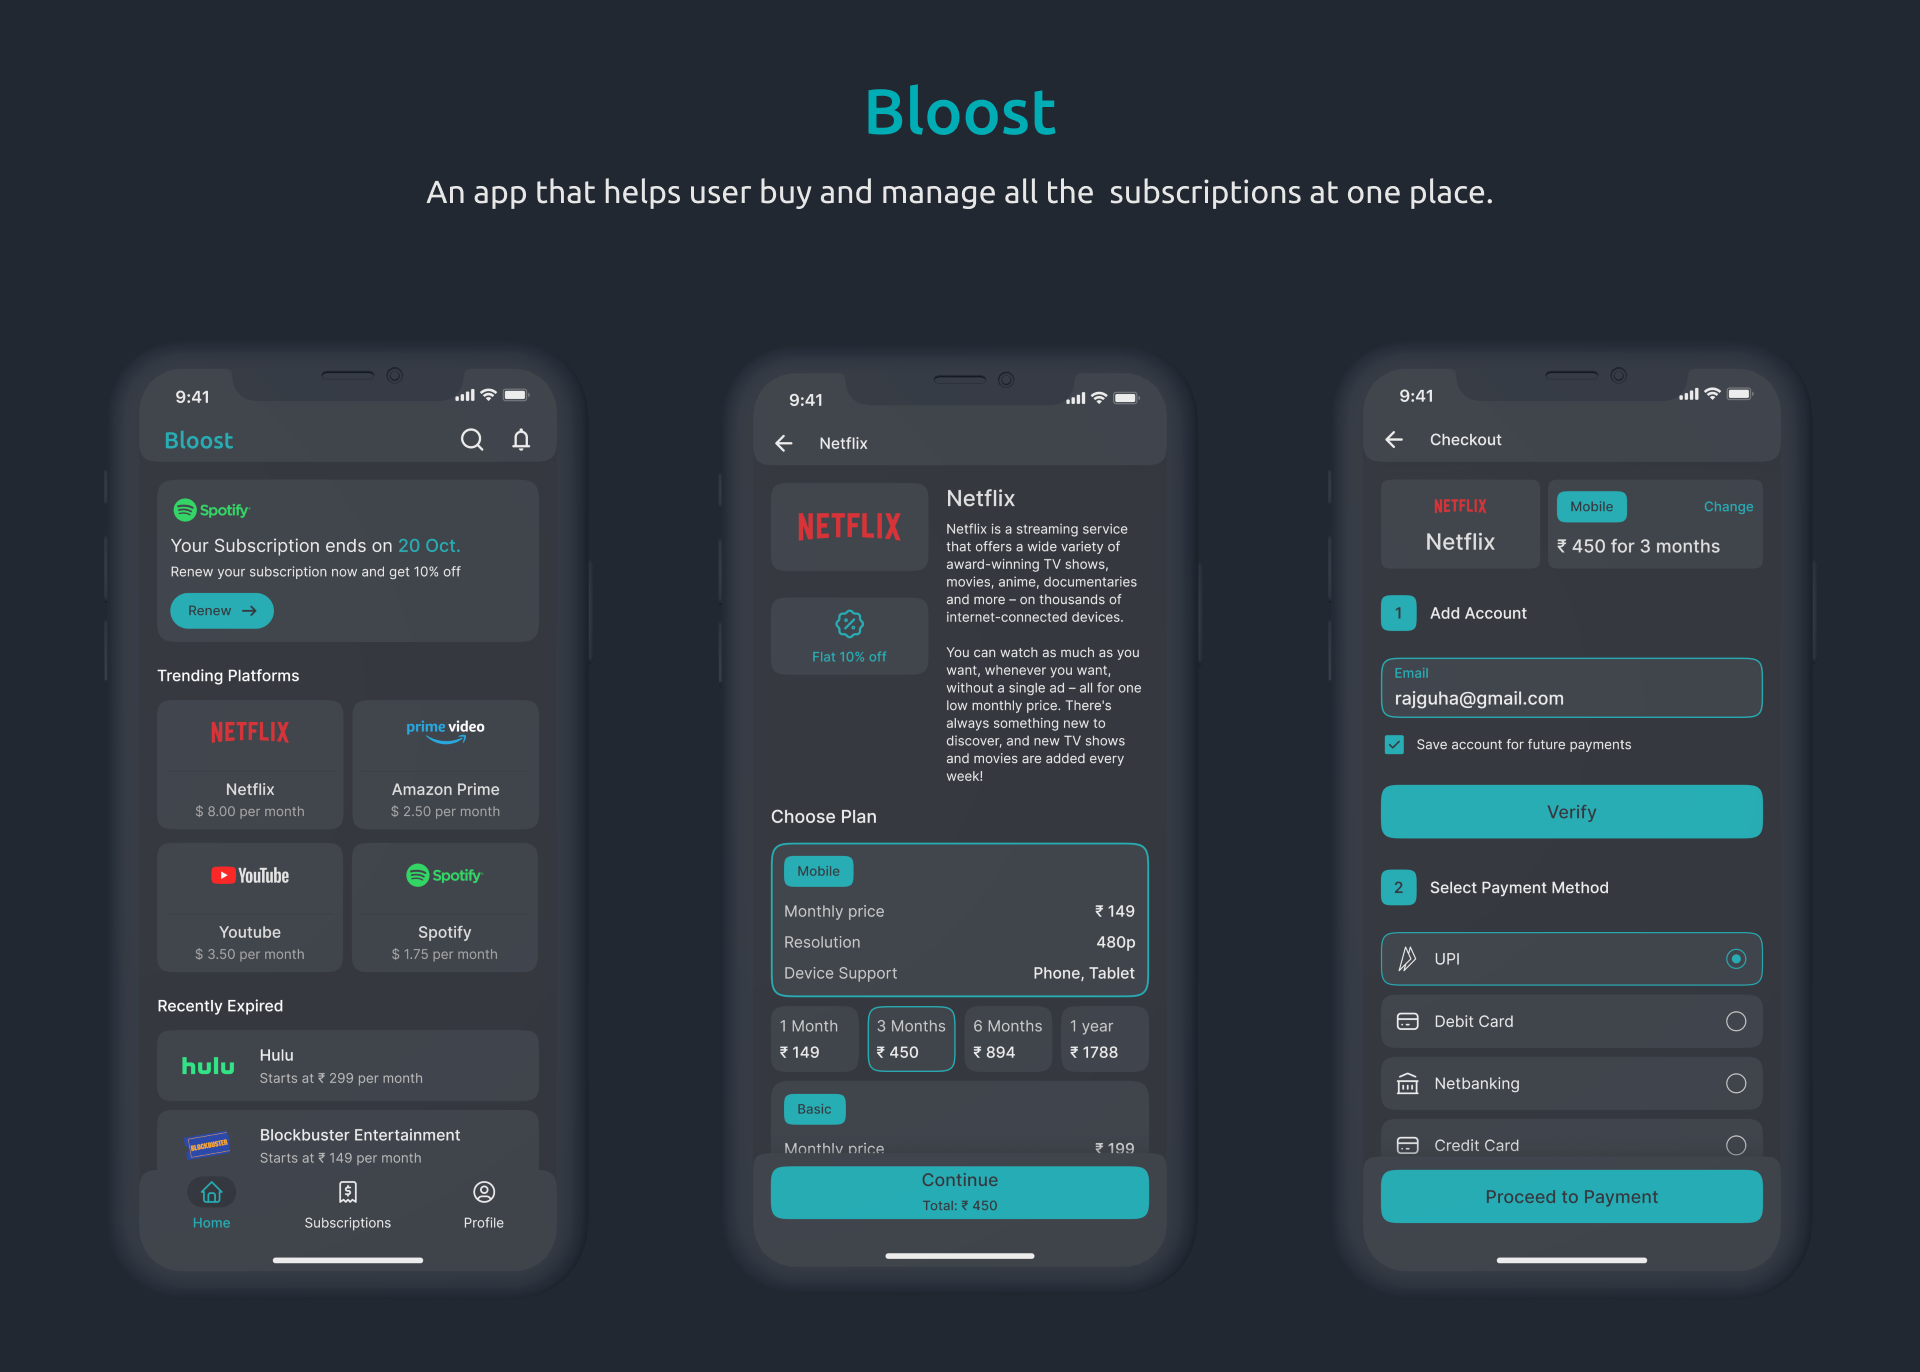 Bloost
An app that helps user buy and manage all the subscriptions at one place.
9:41
Bloost
Spotify
Your Subscription ends on 20 Oct.
Renew your subscription now and get 10% off
Renew
Trending Platforms
NETFLIX
Netflix
$ 8.00 per month
prime video
Amazon Prime
$ 2.50 per month
YouTube
Youtube
$ 3.50 per month
Spotify
Spotify
$ 1.75 per month
Recently Expired
hulu
Hulu
Starts at ₹ 299 per month
BLOCKBUSTER
Blockbuster Entertainment
Starts at ₹ 149 per month
Home
Subscriptions
Profile
9:41
Netflix
NETFLIX
Flat 10% off
Netflix
Netflix is a streaming service
that offers a wide variety of
award-winning TV shows,
movies, anime, documentaries
and more – on thousands of
internet-connected devices.
You can watch as much as you
want, whenever you want,
without a single ad – all for one
low monthly price. There's
always something new to
discover, and new TV shows
and movies are added every
week!
Choose Plan
Mobile
Monthly price ₹ 149
Resolution 480p
Device Support Phone, Tablet
1 Month
₹ 149
3 Months
₹ 450
6 Months
₹ 894
1 year
₹ 1788
Basic
Monthly price ₹ 199
Continue
Total: ₹ 450
9:41
Checkout
NETFLIX
Netflix
Mobile
Change
₹ 450 for 3 months
1 Add Account
Email
rajguha@gmail.com
Save account for future payments
Verify
2 Select Payment Method
UPI
Debit Card
Netbanking
Credit Card
Proceed to Payment